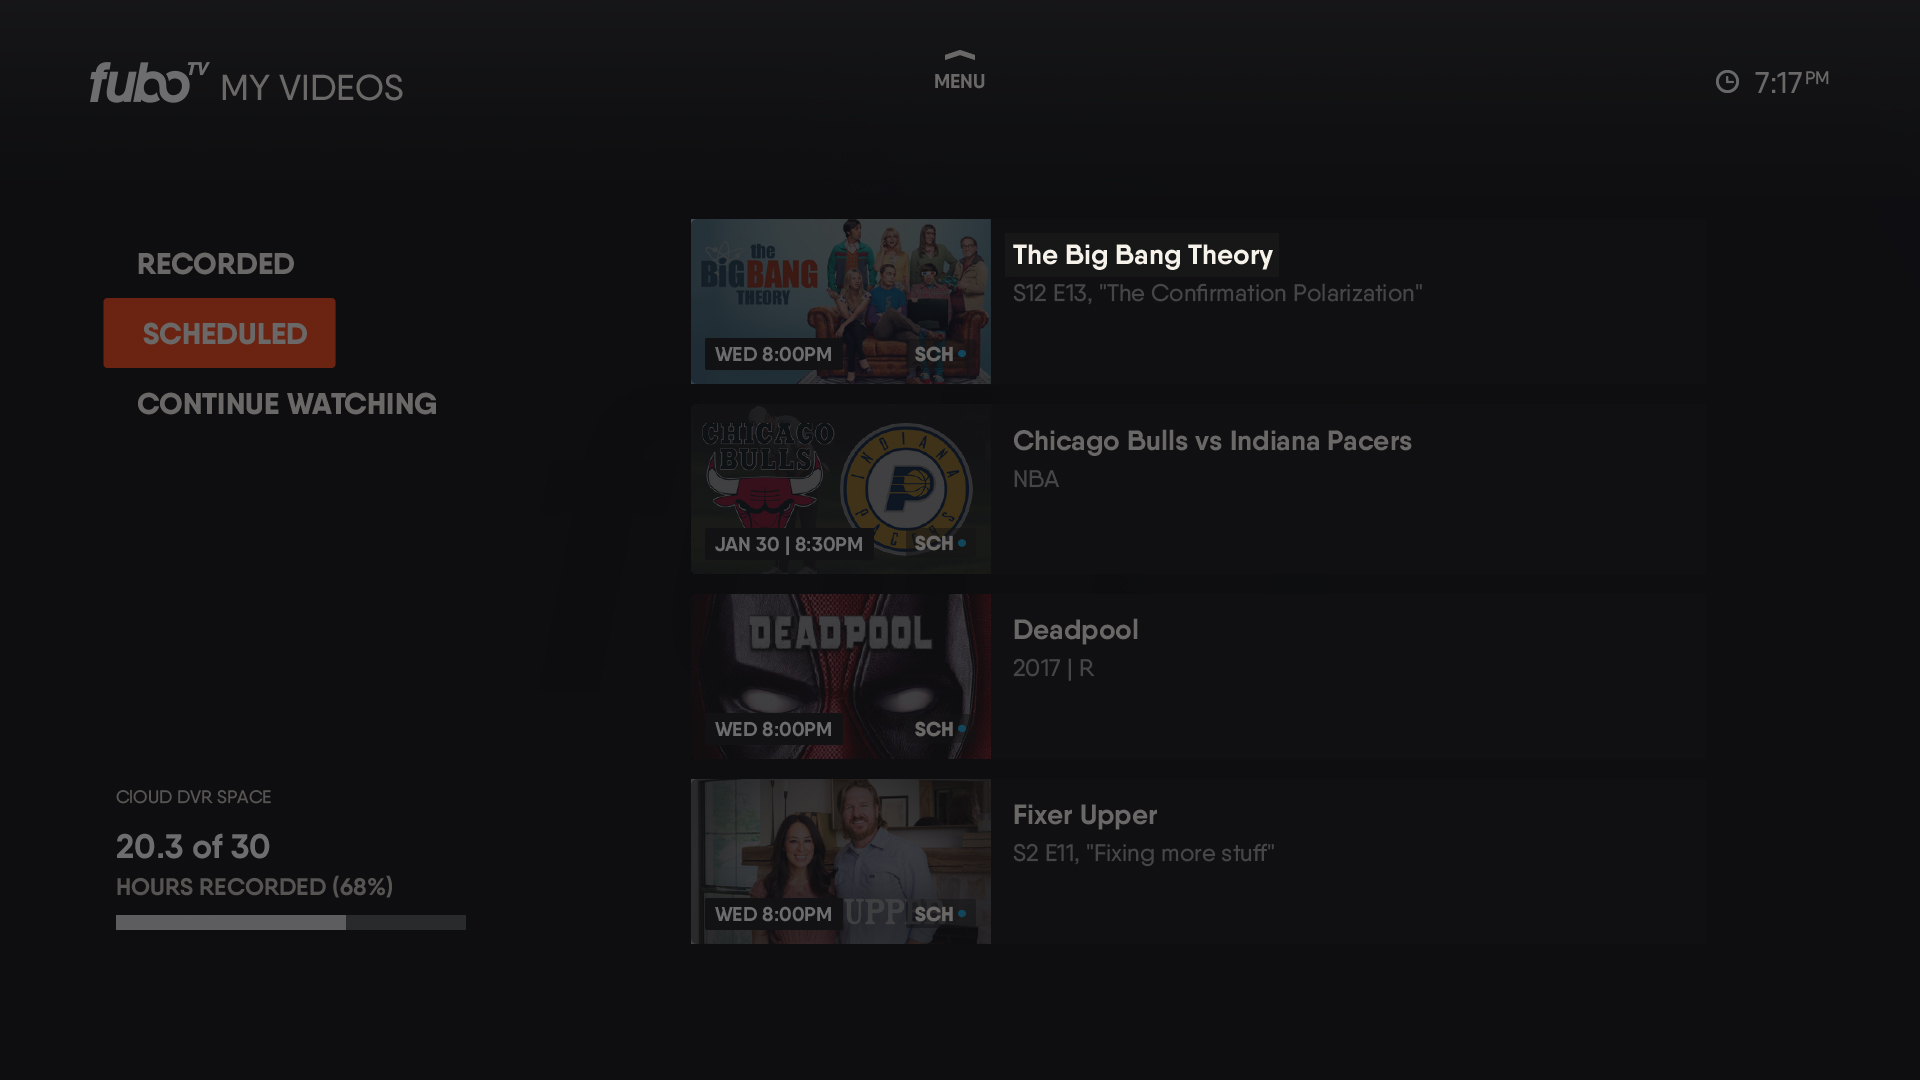 fuboTV MY VIDEOS
MENU
7:17PM
RECORDED
SCHEDULED
CONTINUE WATCHING
the
BIG BANG
THEORY
WED 8:00PM
SCH
The Big Bang Theory
S12 E13, "The Confirmation Polarization"
CHICAGO
BULLS
INDIANA
PACERS
JAN 30 | 8:30PM
SCH
Chicago Bulls vs Indiana Pacers
NBA
DEADPOOL
WED 8:00PM
SCH
Deadpool
2017 | R
WED 8:00PM
SCH
Fixer Upper
S2 E11, "Fixing more stuff"
ClOUD DVR SPACE
20.3 of 30
HOURS RECORDED (68%)